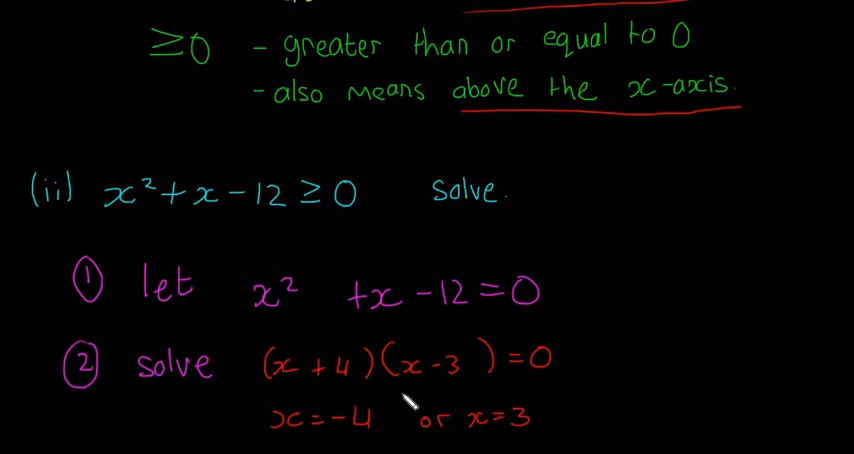 ≥0 - greater than or equal to 0
- also means above the x-axis.
(iii) x²+x-12≥0 solve.
① let x² +x-12=0
② solve (x+4)(x-3)=0
x=-4 or x=3